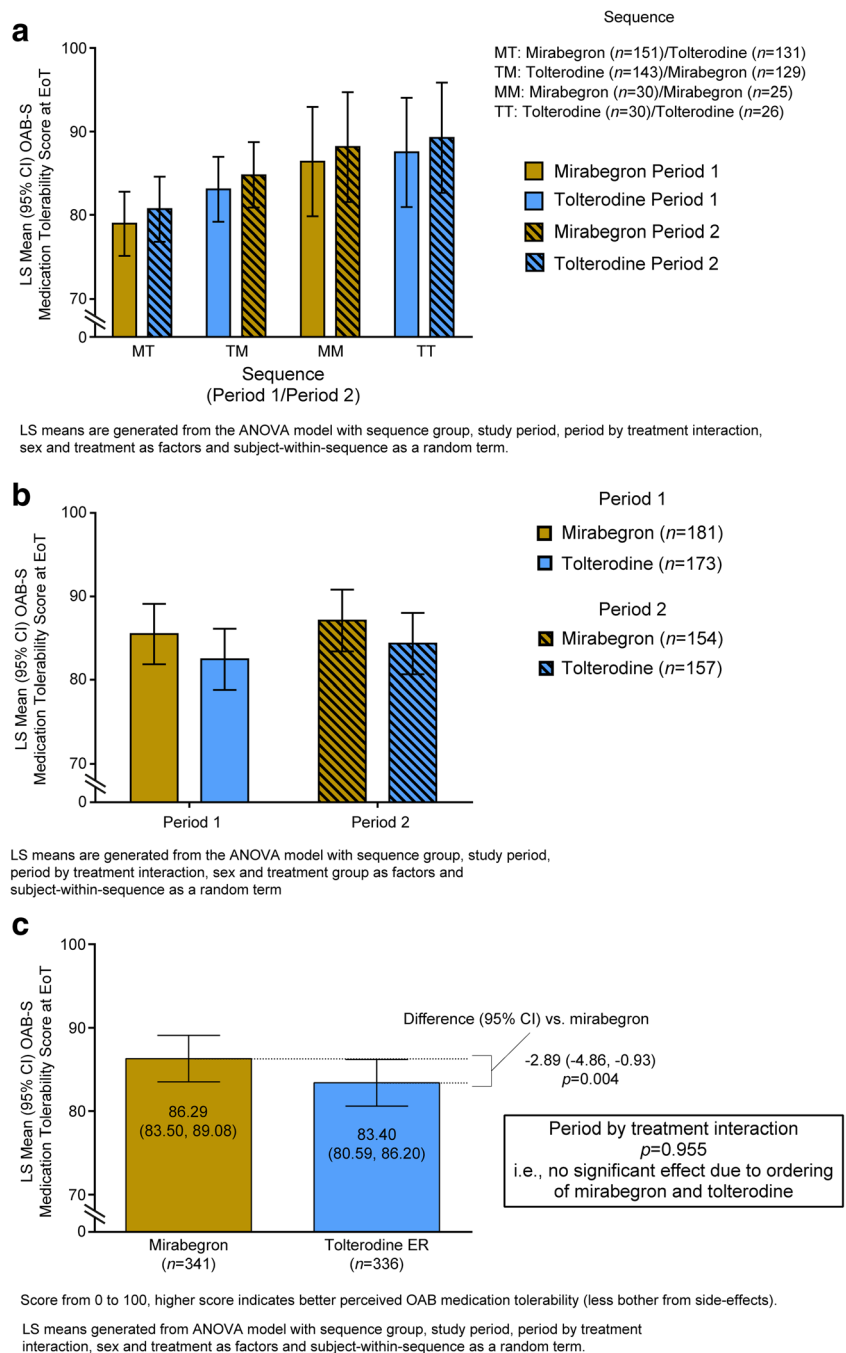 a
Sequence
MT: Mirabegron (n=151)/Tolterodine (n=131)
TM: Tolterodine (n=143)/Mirabegron (n=129)
MM: Mirabegron (n=30)/Mirabegron (n=25)
TT: Tolterodine (n=30)/Tolterodine (n=26)
LS Mean (95% CI) OAB-S
Medication Tolerability Score at EoT
100
90
80
70
0
Mirabegron Period 1
Tolterodine Period 1
Mirabegron Period 2
Tolterodine Period 2
MT TM MM TT
Sequence
(Period 1/Period 2)
LS means are generated from the ANOVA model with sequence group, study period, period by treatment interaction,
sex and treatment as factors and subject-within-sequence as a random term.
b
LS Mean (95% CI) OAB-S
Medication Tolerability Score at EoT
100
90
80
70
0
Period 1
Mirabegron (n=181)
Tolterodine (n=173)
Period 2
Mirabegron (n=154)
Tolterodine (n=157)
Period 1 Period 2
LS means are generated from the ANOVA model with sequence group, study period,
period by treatment interaction, sex and treatment group as factors and
subject-within-sequence as a random term
c
LS Mean (95% CI) OAB-S
Medication Tolerability Score at EoT
100
90
80
70
0
Difference (95% CI) vs. mirabegron
-2.89 (-4.86, -0.93)
p=0.004
86.29
(83.50, 89.08)
83.40
(80.59, 86.20)
Period by treatment interaction
p=0.955
i.e., no significant effect due to ordering
of mirabegron and tolterodine
Mirabegron
(n=341)
Tolterodine ER
(n=336)
Score from 0 to 100, higher score indicates better perceived OAB medication tolerability (less bother from side-effects).
LS means generated from ANOVA model with sequence group, study period, period by treatment
interaction, sex and treatment as factors and subject-within-sequence as a random term.